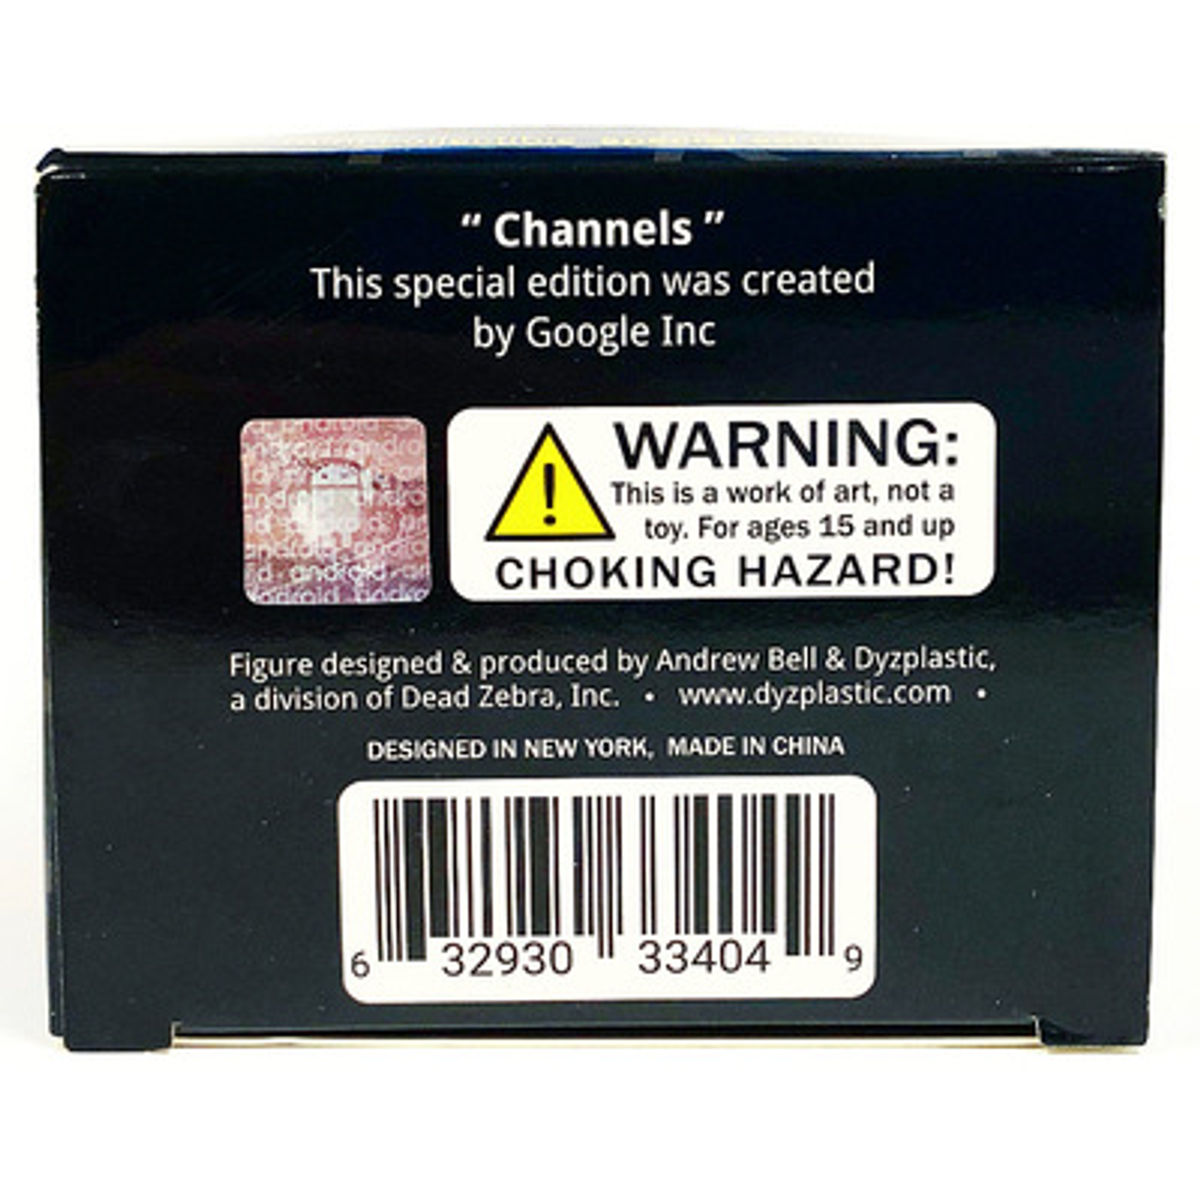 “ Channels ”
This special edition was created
by Google Inc
WARNING:
This is a work of art, not a
toy. For ages 15 and up
CHOKING HAZARD!
android
android
Figure designed & produced by Andrew Bell & Dyzplastic,
a division of Dead Zebra, Inc. • www.dyzplastic.com •
DESIGNED IN NEW YORK, MADE IN CHINA
6 32930 33404 9